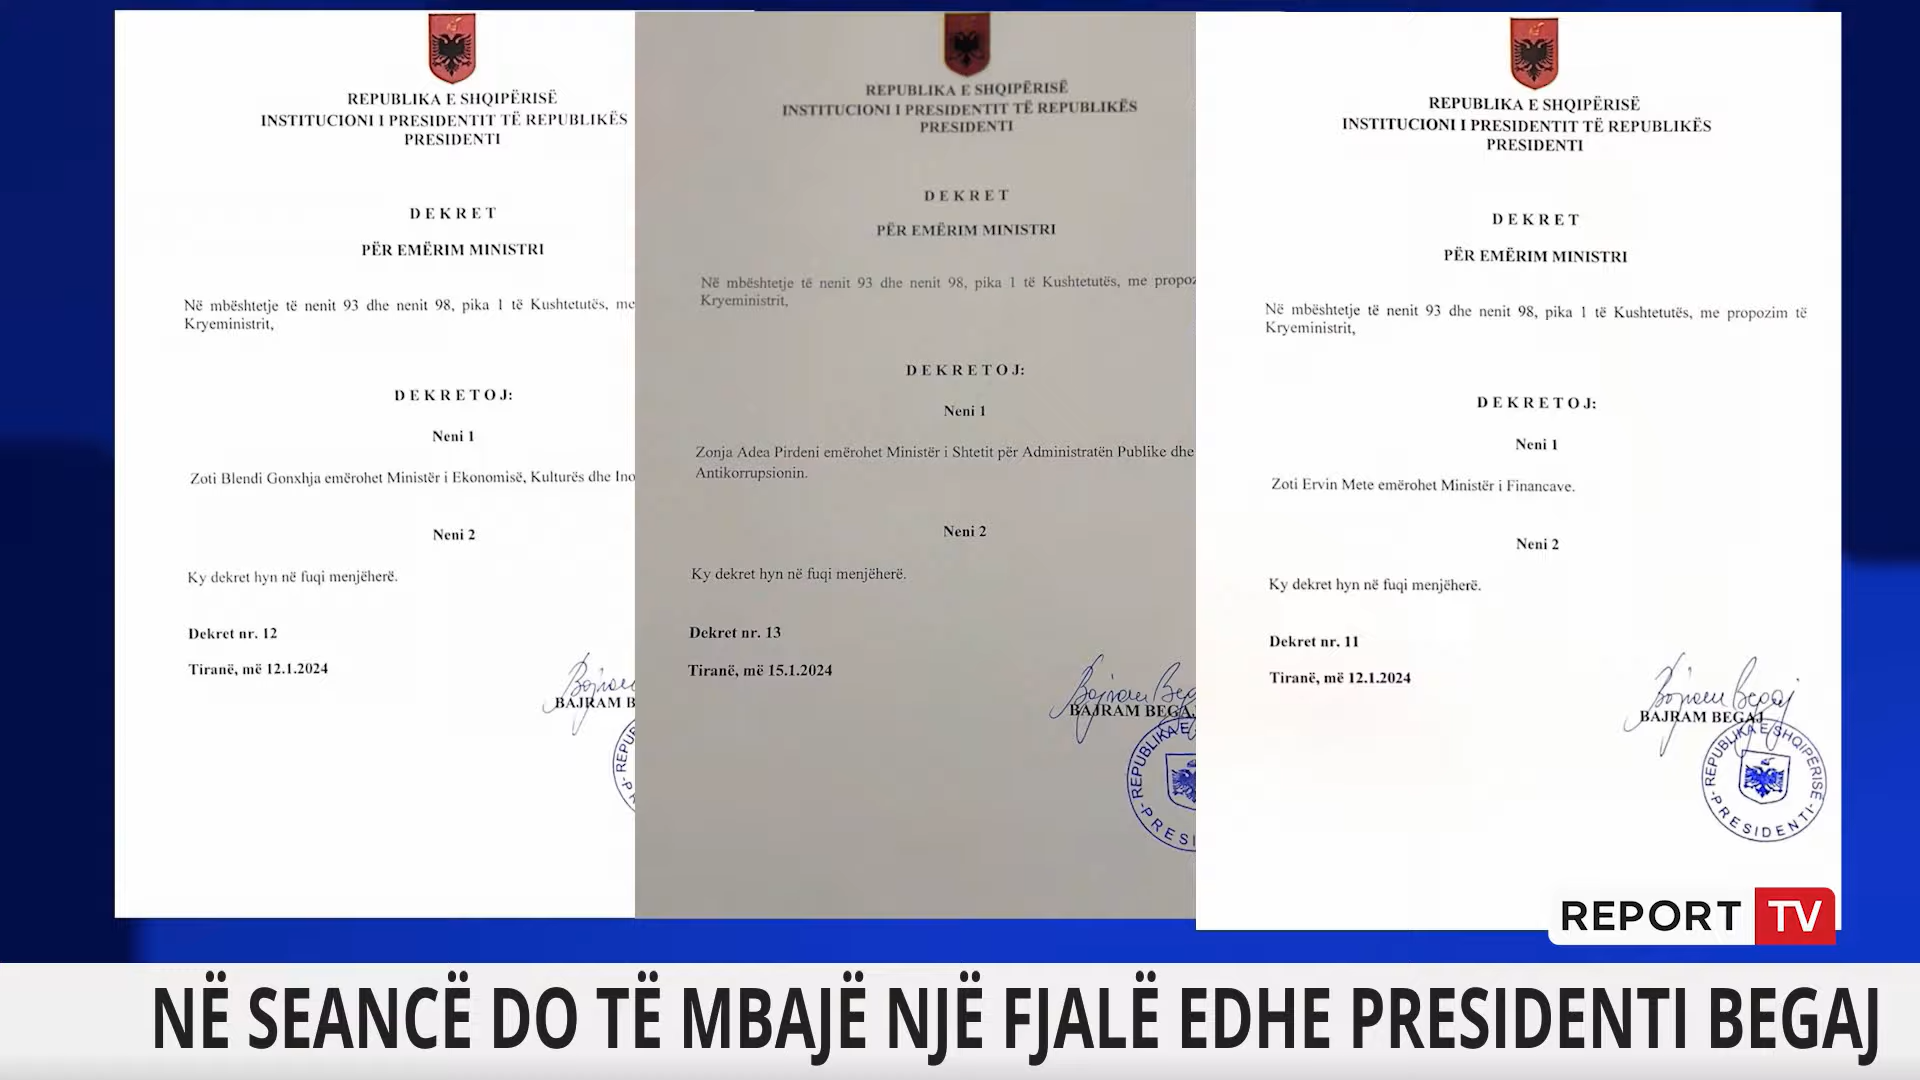 REPUBLIKA E SHQIPËRISË
INSTITUCIONI I PRESIDENTIT TË REPUBLIKËS
PRESIDENTI
D E K R E T
PËR EMËRIM MINISTRI
Në mbështetje të nenit 93 dhe nenit 98, pika 1 të Kushtetutës, me
Kryeministrit,
D E K R E T O J:
Neni 1
Zoti Blendi Gonxhja emërohet Ministër i Ekonomisë, Kulturës dhe Ino
Neni 2
Ky dekret hyn në fuqi menjëherë.
Dekret nr. 12
Tiranë, më 12.1.2024
BAJRAM B
REPUB
REPUBLIKA E SHQIPËRISË
INSTITUCIONI I PRESIDENTIT TË REPUBLIKËS
PRESIDENTI
D E K R E T
PËR EMËRIM MINISTRI
Në mbështetje të nenit 93 dhe nenit 98, pika 1 të Kushtetutës, me propoz
Kryeministrit,
D E K R E T O J:
Neni 1
Zonja Adea Pirdeni emërohet Ministër i Shtetit për Administratën Publike dhe
Antikorrupsionin.
Neni 2
Ky dekret hyn në fuqi menjëherë.
Dekret nr. 13
Tiranë, më 15.1.2024
Bajram Beg
BAJRAM BEGAJ
REPUBLIKA E
PRESI
REPUBLIKA E SHQIPËRISË
INSTITUCIONI I PRESIDENTIT TË REPUBLIKËS
PRESIDENTI
D E K R E T
PËR EMËRIM MINISTRI
Në mbështetje të nenit 93 dhe nenit 98, pika 1 të Kushtetutës, me propozim të
Kryeministrit,
D E K R E T O J:
Neni 1
Zoti Ervin Mete emërohet Ministër i Financave.
Neni 2
Ky dekret hyn në fuqi menjëherë.
Dekret nr. 11
Tiranë, më 12.1.2024
Bajram Begaj
BAJRAM BEGAJ
REPUBLIKA E SHQIPËRISË
PRESIDENTI
REPORT TV
NË SEANCË DO TË MBAJË NJË FJALË EDHE PRESIDENTI BEGAJ